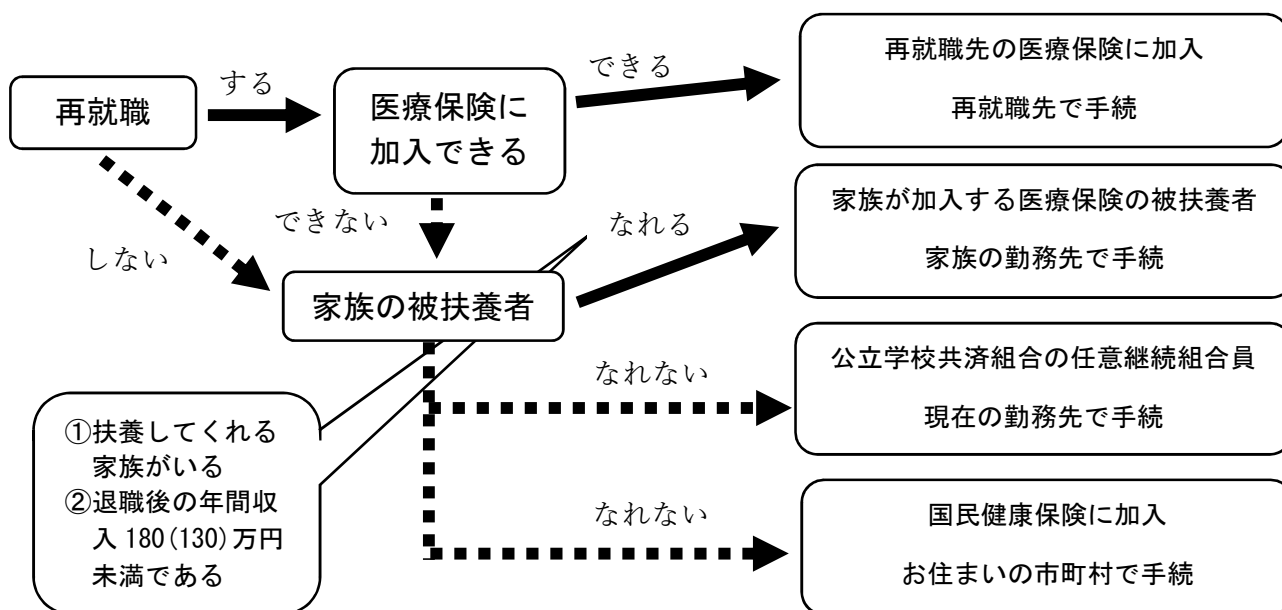 再就職
する
医療保険に
加入できる
できる
再就職先の医療保険に加入
再就職先で手続
しない
できない
家族の被扶養者
なれる
家族が加入する医療保険の被扶養者
家族の勤務先で手続
①扶養してくれる
家族がいる
②退職後の年間収
入 180(130)万円
未満である
なれない
公立学校共済組合の任意継続組合員
現在の勤務先で手続
なれない
国民健康保険に加入
お住まいの市町村で手続